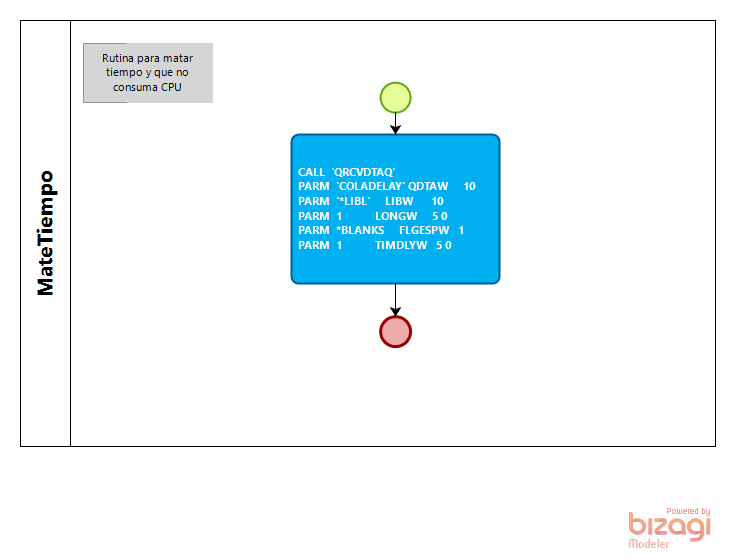 Rutina para matar
tiempo y que no
consuma CPU
MateTiempo
CALL 'QRCVDTAQ'
PARM 'COLADELAY' QDTAW 10
PARM '*LIBL' LIBW 10
PARM 1 LONGW 5 0
PARM *BLANKS FLGESPW 1
PARM 1 TIMDLYW 5 0
Powered by
bizagi
Modeler